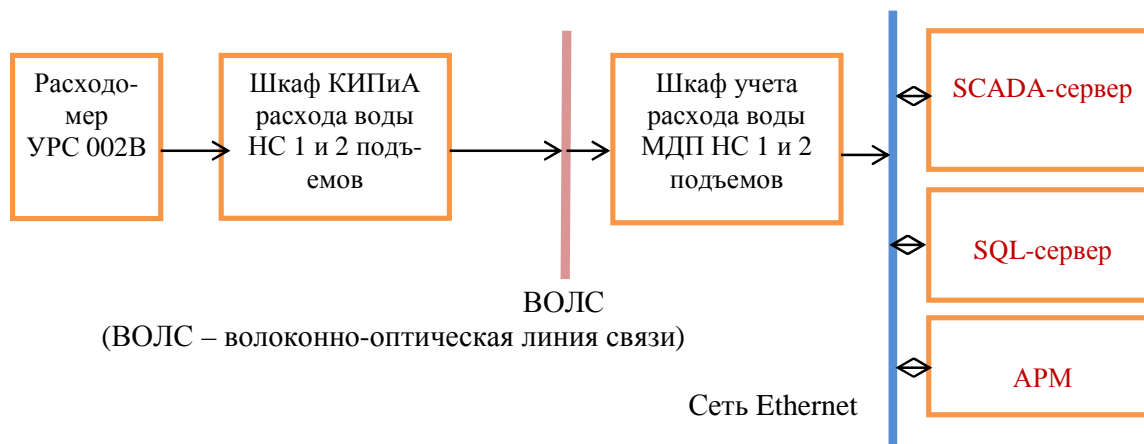 Расходо-
мер
УРС 002В
Шкаф КИПиА
расхода воды
НС 1 и 2 подъ-
емов
Шкаф учета
расхода воды
МДП НС 1 и 2
подъемов
SCADA-сервер
SQL-сервер
АРМ
ВОЛС
(ВОЛС – волоконно-оптическая линия связи)
Сеть Ethernet